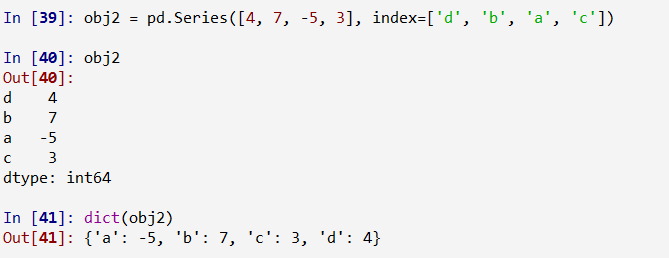 In [39]: obj2 = pd.Series([4, 7, -5, 3], index=['d', 'b', 'a', 'c'])
In [40]: obj2
Out[40]:
d    4
b    7
a   -5
c    3
dtype: int64
In [41]: dict(obj2)
Out[41]: {'a': -5, 'b': 7, 'c': 3, 'd': 4}